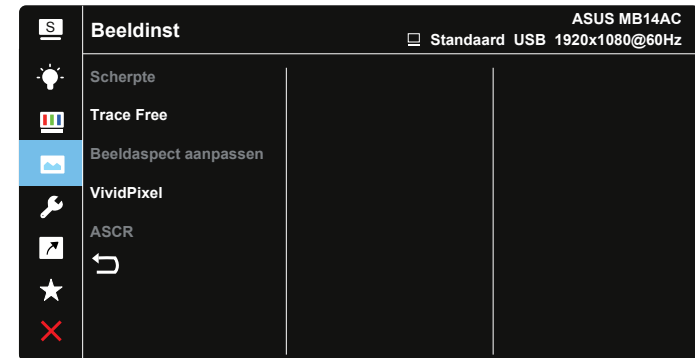 S
Beeldinst
ASUS MB14AC
Standaard USB 1920x1080@60Hz
Scherpte
Trace Free
Beeldaspect aanpassen
VividPixel
ASCR